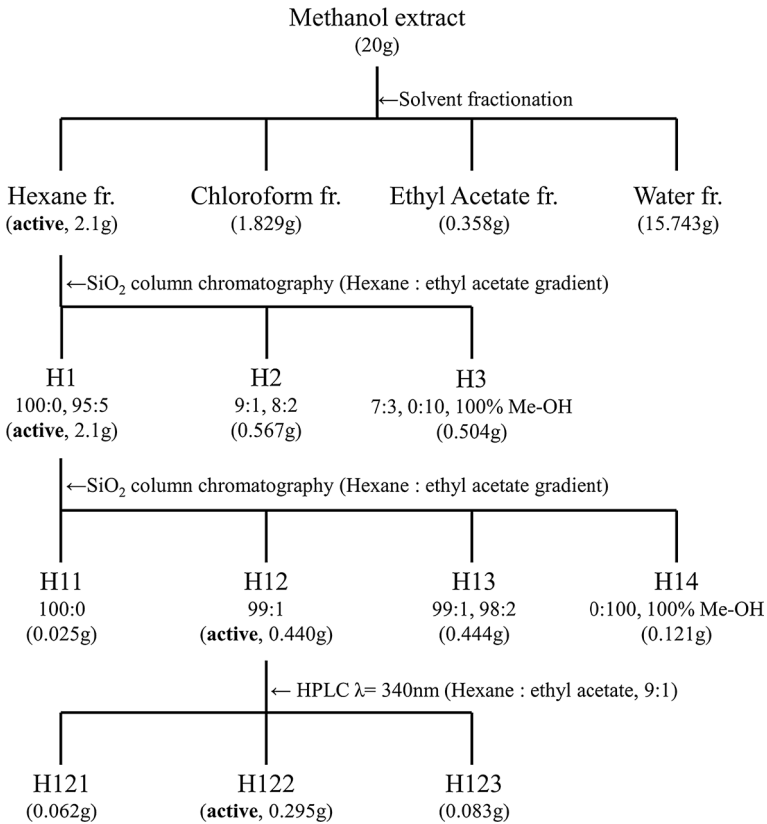 Methanol extract
(20g)
←Solvent fractionation
Hexane fr. Chloroform fr. Ethyl Acetate fr. Water fr.
(active, 2.1g) (1.829g) (0.358g) (15.743g)
←SiO₂ column chromatography (Hexane : ethyl acetate gradient)
H1 H2 H3
100:0, 95:5 9:1, 8:2 7:3, 0:10, 100% Me-OH
(active, 2.1g) (0.567g) (0.504g)
←SiO₂ column chromatography (Hexane : ethyl acetate gradient)
H11 H12 H13 H14
100:0 99:1 99:1, 98:2 0:100, 100% Me-OH
(0.025g) (active, 0.440g) (0.444g) (0.121g)
← HPLC λ= 340nm (Hexane : ethyl acetate, 9:1)
H121 H122 H123
(0.062g) (active, 0.295g) (0.083g)